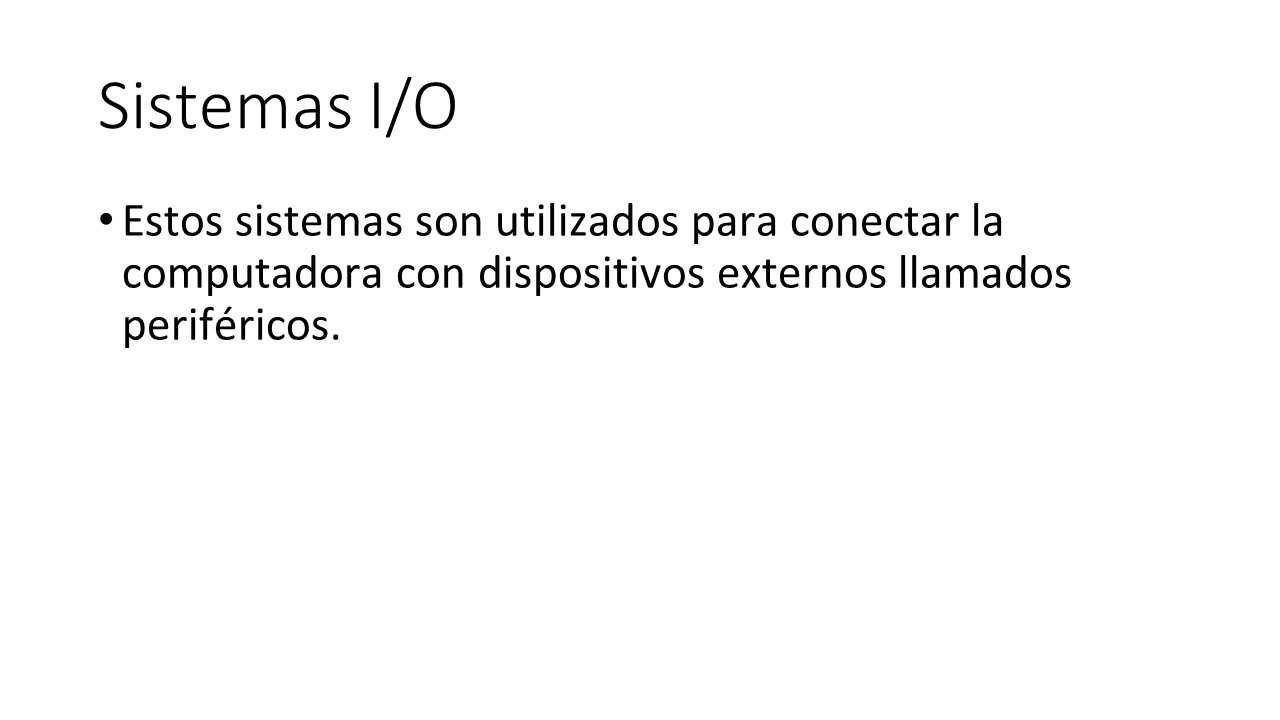 Sistemas I/O
• Estos sistemas son utilizados para conectar la
computadora con dispositivos externos llamados
periféricos.